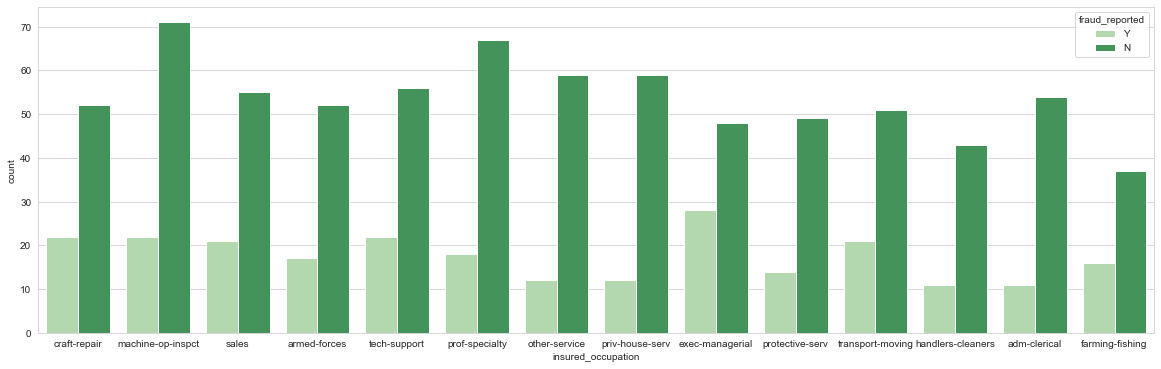 fraud_reported
Y
N
70
60
50
40
30
20
10
0
count
craft-repair machine-op-inspct sales armed-forces tech-support prof-specialty other-service priv-house-serv exec-managerial protective-serv transport-moving handlers-cleaners adm-clerical farming-fishing
insured_occupation